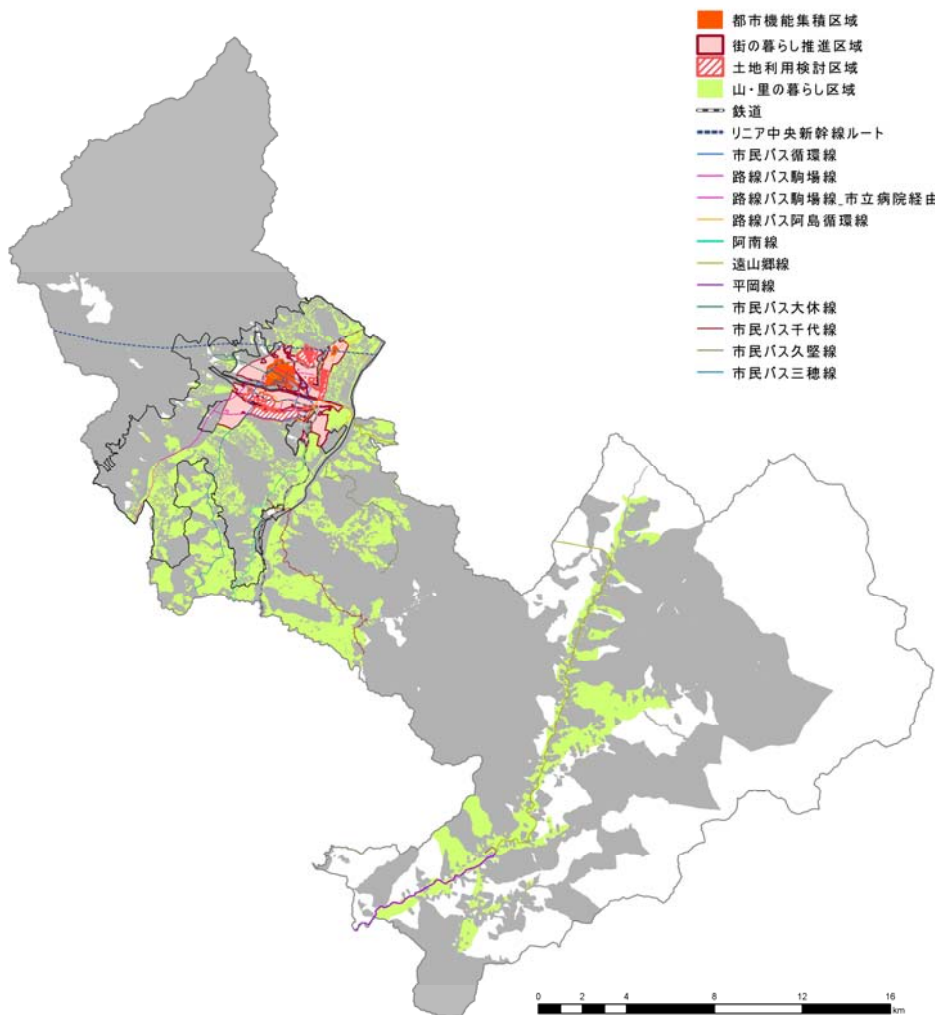 都市機能集積区域
街の暮らし推進区域
土地利用検討区域
山・里の暮らし区域
鉄道
リニア中央新幹線ルート
市民バス循環線
路線バス駒場線
路線バス駒場線_市立病院経由
路線バス阿島循環線
阿南線
遠山郷線
平岡線
市民バス大休線
市民バス千代線
市民バス久堅線
市民バス三穂線
0 2 4 8 12 16
km